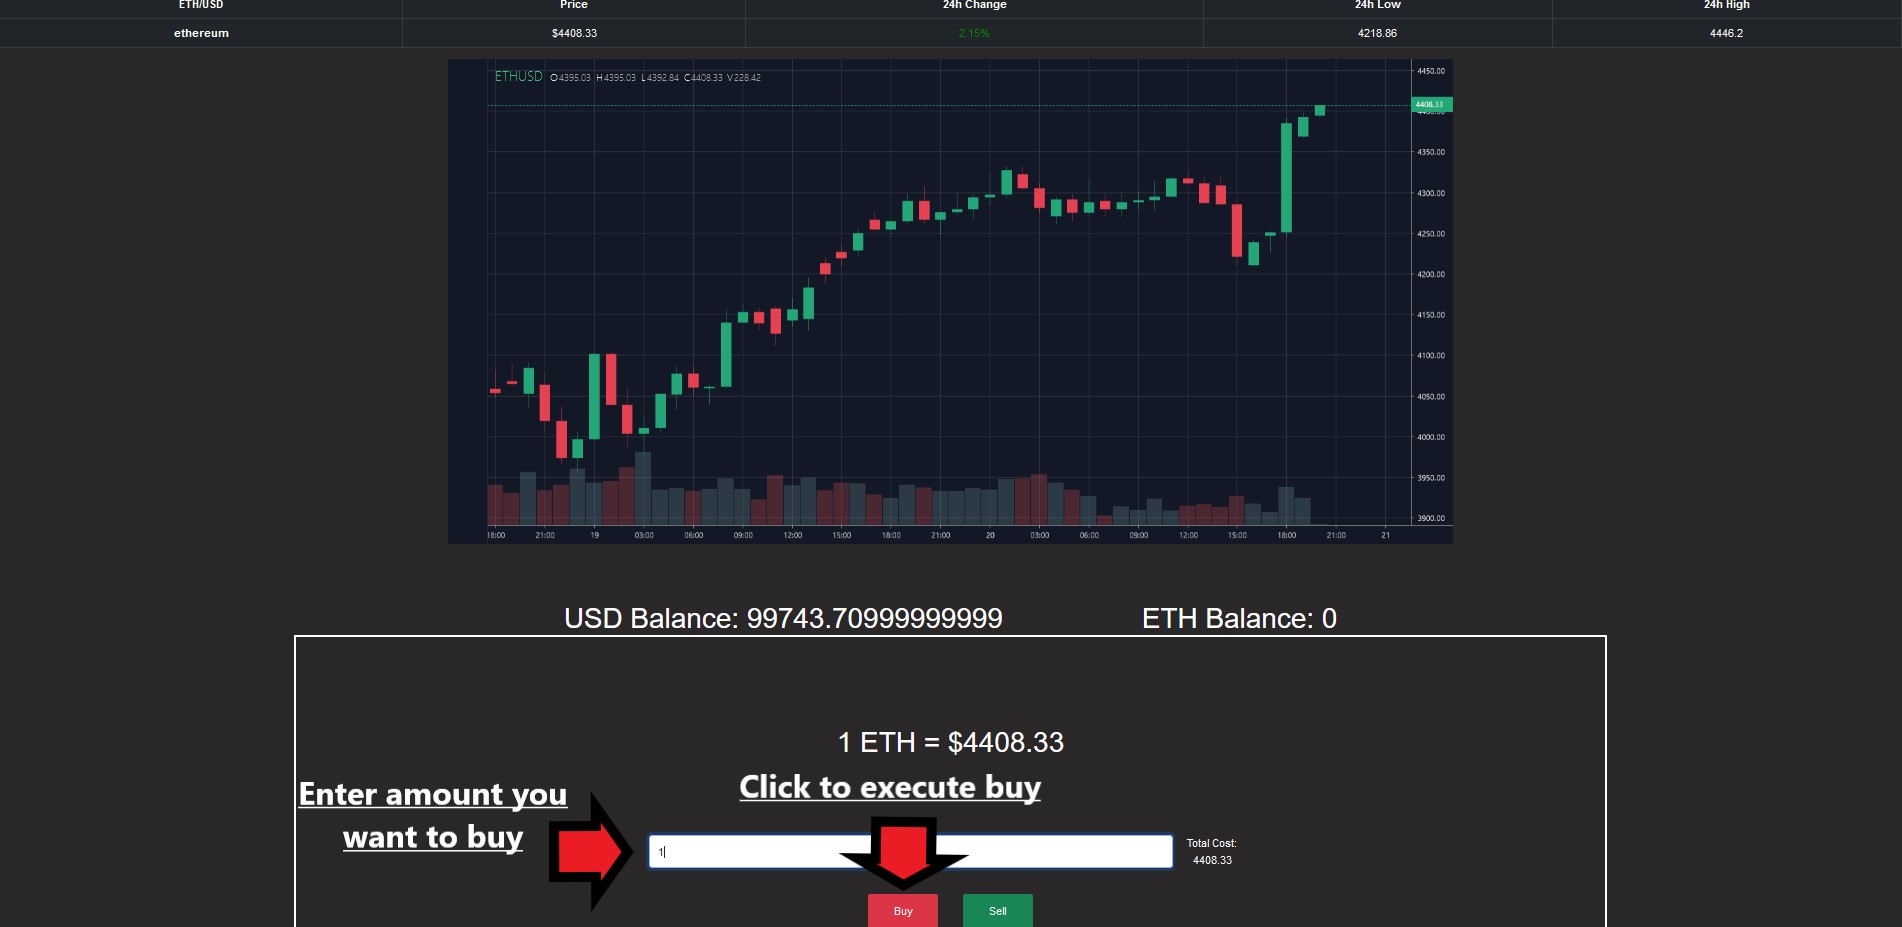 ETH/USD Price 24h Change 24h Low 24h High
ethereum $4408.33 2.15% 4218.86 4446.2
ETHUSD O4395.03 H4395.03 L4392.84 C4408.33 V228.42
4450.00
4408.33
4400.00
4350.00
4300.00
4250.00
4200.00
4150.00
4100.00
4050.00
4000.00
3950.00
3900.00
18:00 21:00 19 03:00 06:00 09:00 12:00 15:00 18:00 21:00 20 03:00 06:00 09:00 12:00 15:00 18:00 21:00 21
USD Balance: 99743.70999999999 ETH Balance: 0
1 ETH = $4408.33
Enter amount you
want to buy
Click to execute buy
1
Total Cost:
4408.33
Buy Sell